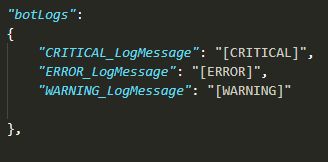 "botLogs":
{
"CRITICAL_LogMessage": "[CRITICAL]",
"ERROR_LogMessage": "[ERROR]",
"WARNING_LogMessage": "[WARNING]"
},